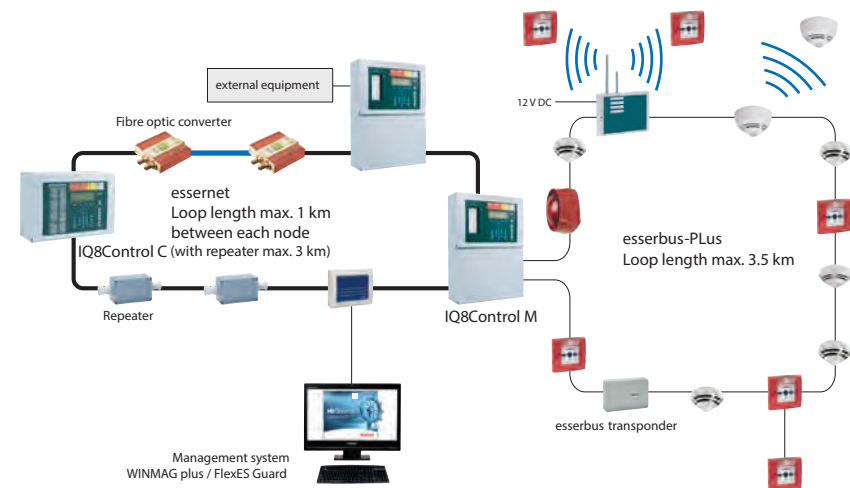 external equipment
12 V DC
Fibre optic converter
essernet
Loop length max. 1 km
between each node
(with repeater max. 3 km)
IQ8Control C
esserbus-PLus
Loop length max. 3.5 km
Repeater
IQ8Control M
esserbus transponder
Management system
WINMAG plus / FlexES Guard